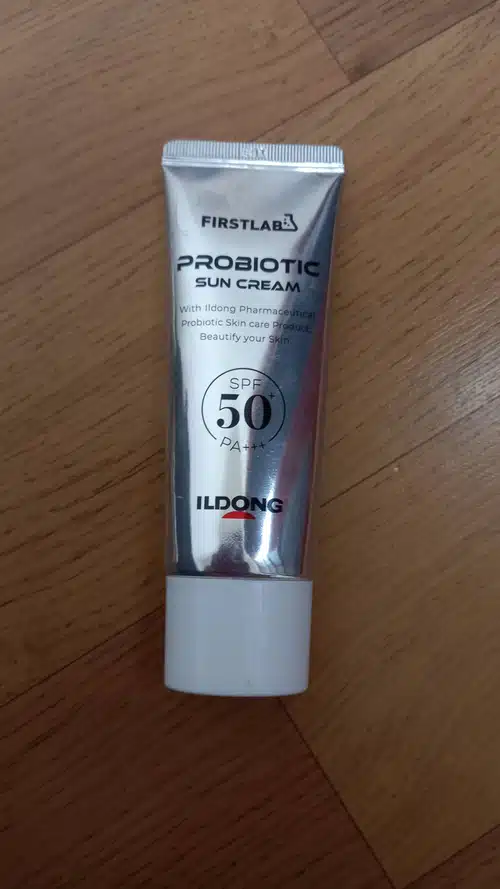 FIRSTLAB
PROBIOTIC
SUN CREAM
With Ildong Pharmaceutical
Probiotic Skin care Product,
Beautify your Skin
SPF
50+
PA+++
ILDONG